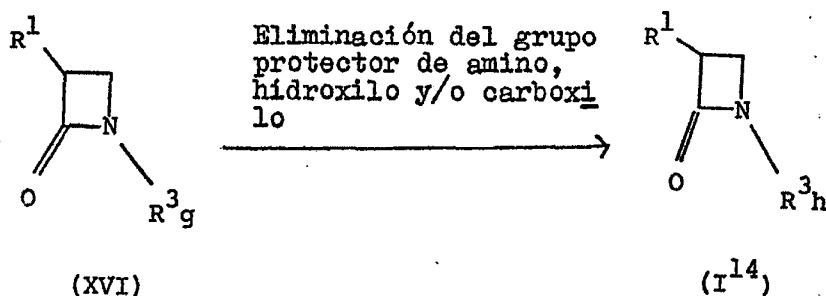 Eliminación del grupo
protector de amino,
hidroxilo y/o carboxi
lo
R¹
N
O
R³g
(XVI)
R¹
N
O
R³h
(I¹⁴)